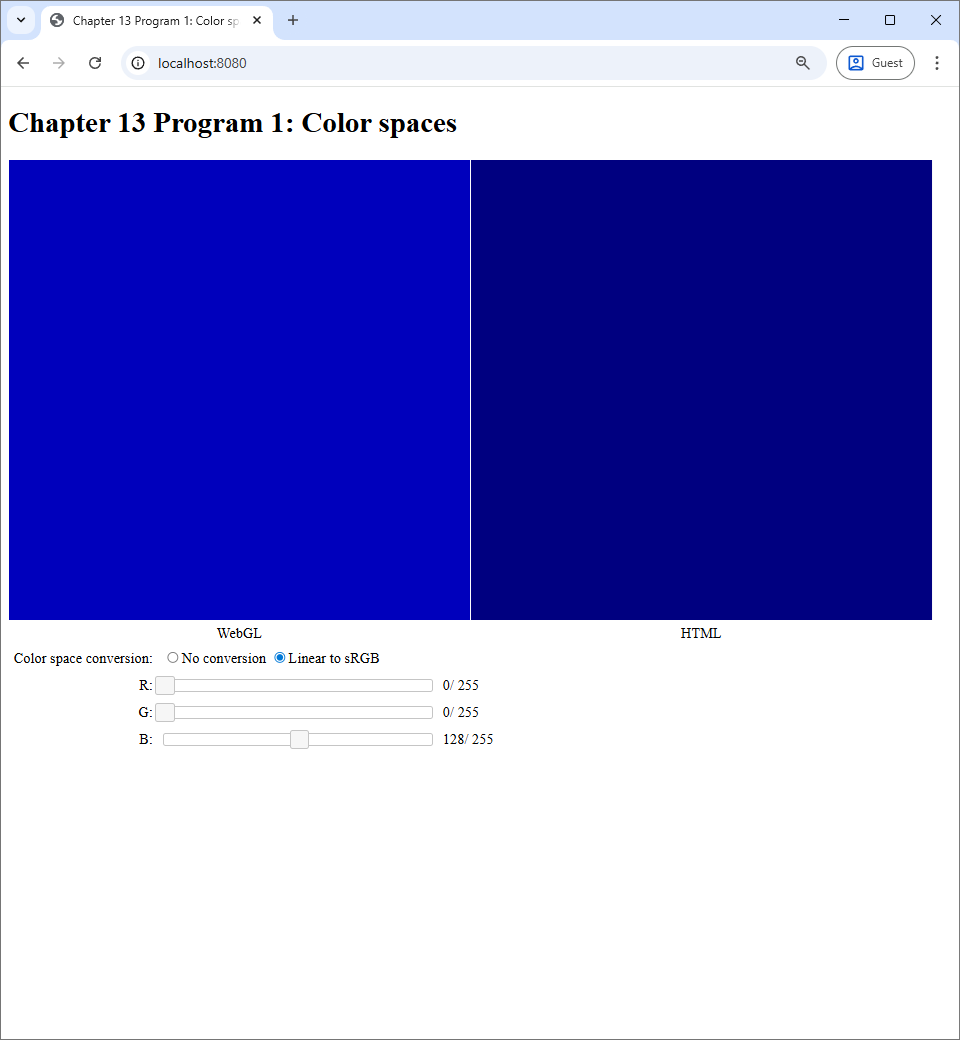 Chapter 13 Program 1: Color sp
localhost:8080
Guest
Chapter 13 Program 1: Color spaces
WebGL HTML
Color space conversion: No conversion Linear to sRGB
R: 0/ 255
G: 0/ 255
B: 128/ 255